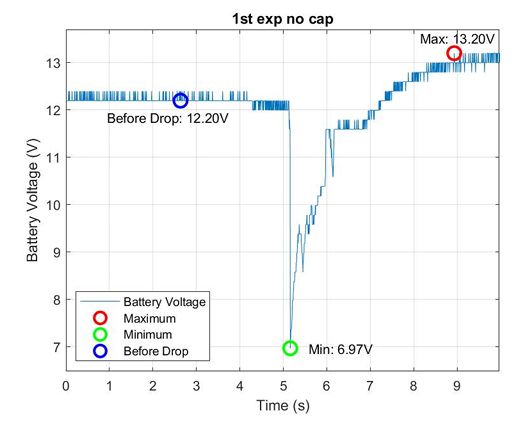 1st exp no cap
Max: 13.20V
Before Drop: 12.20V
Min: 6.97V
Battery Voltage (V)
13
12
11
10
9
8
7
Battery Voltage
Maximum
Minimum
Before Drop
0 1 2 3 4 5 6 7 8 9
Time (s)